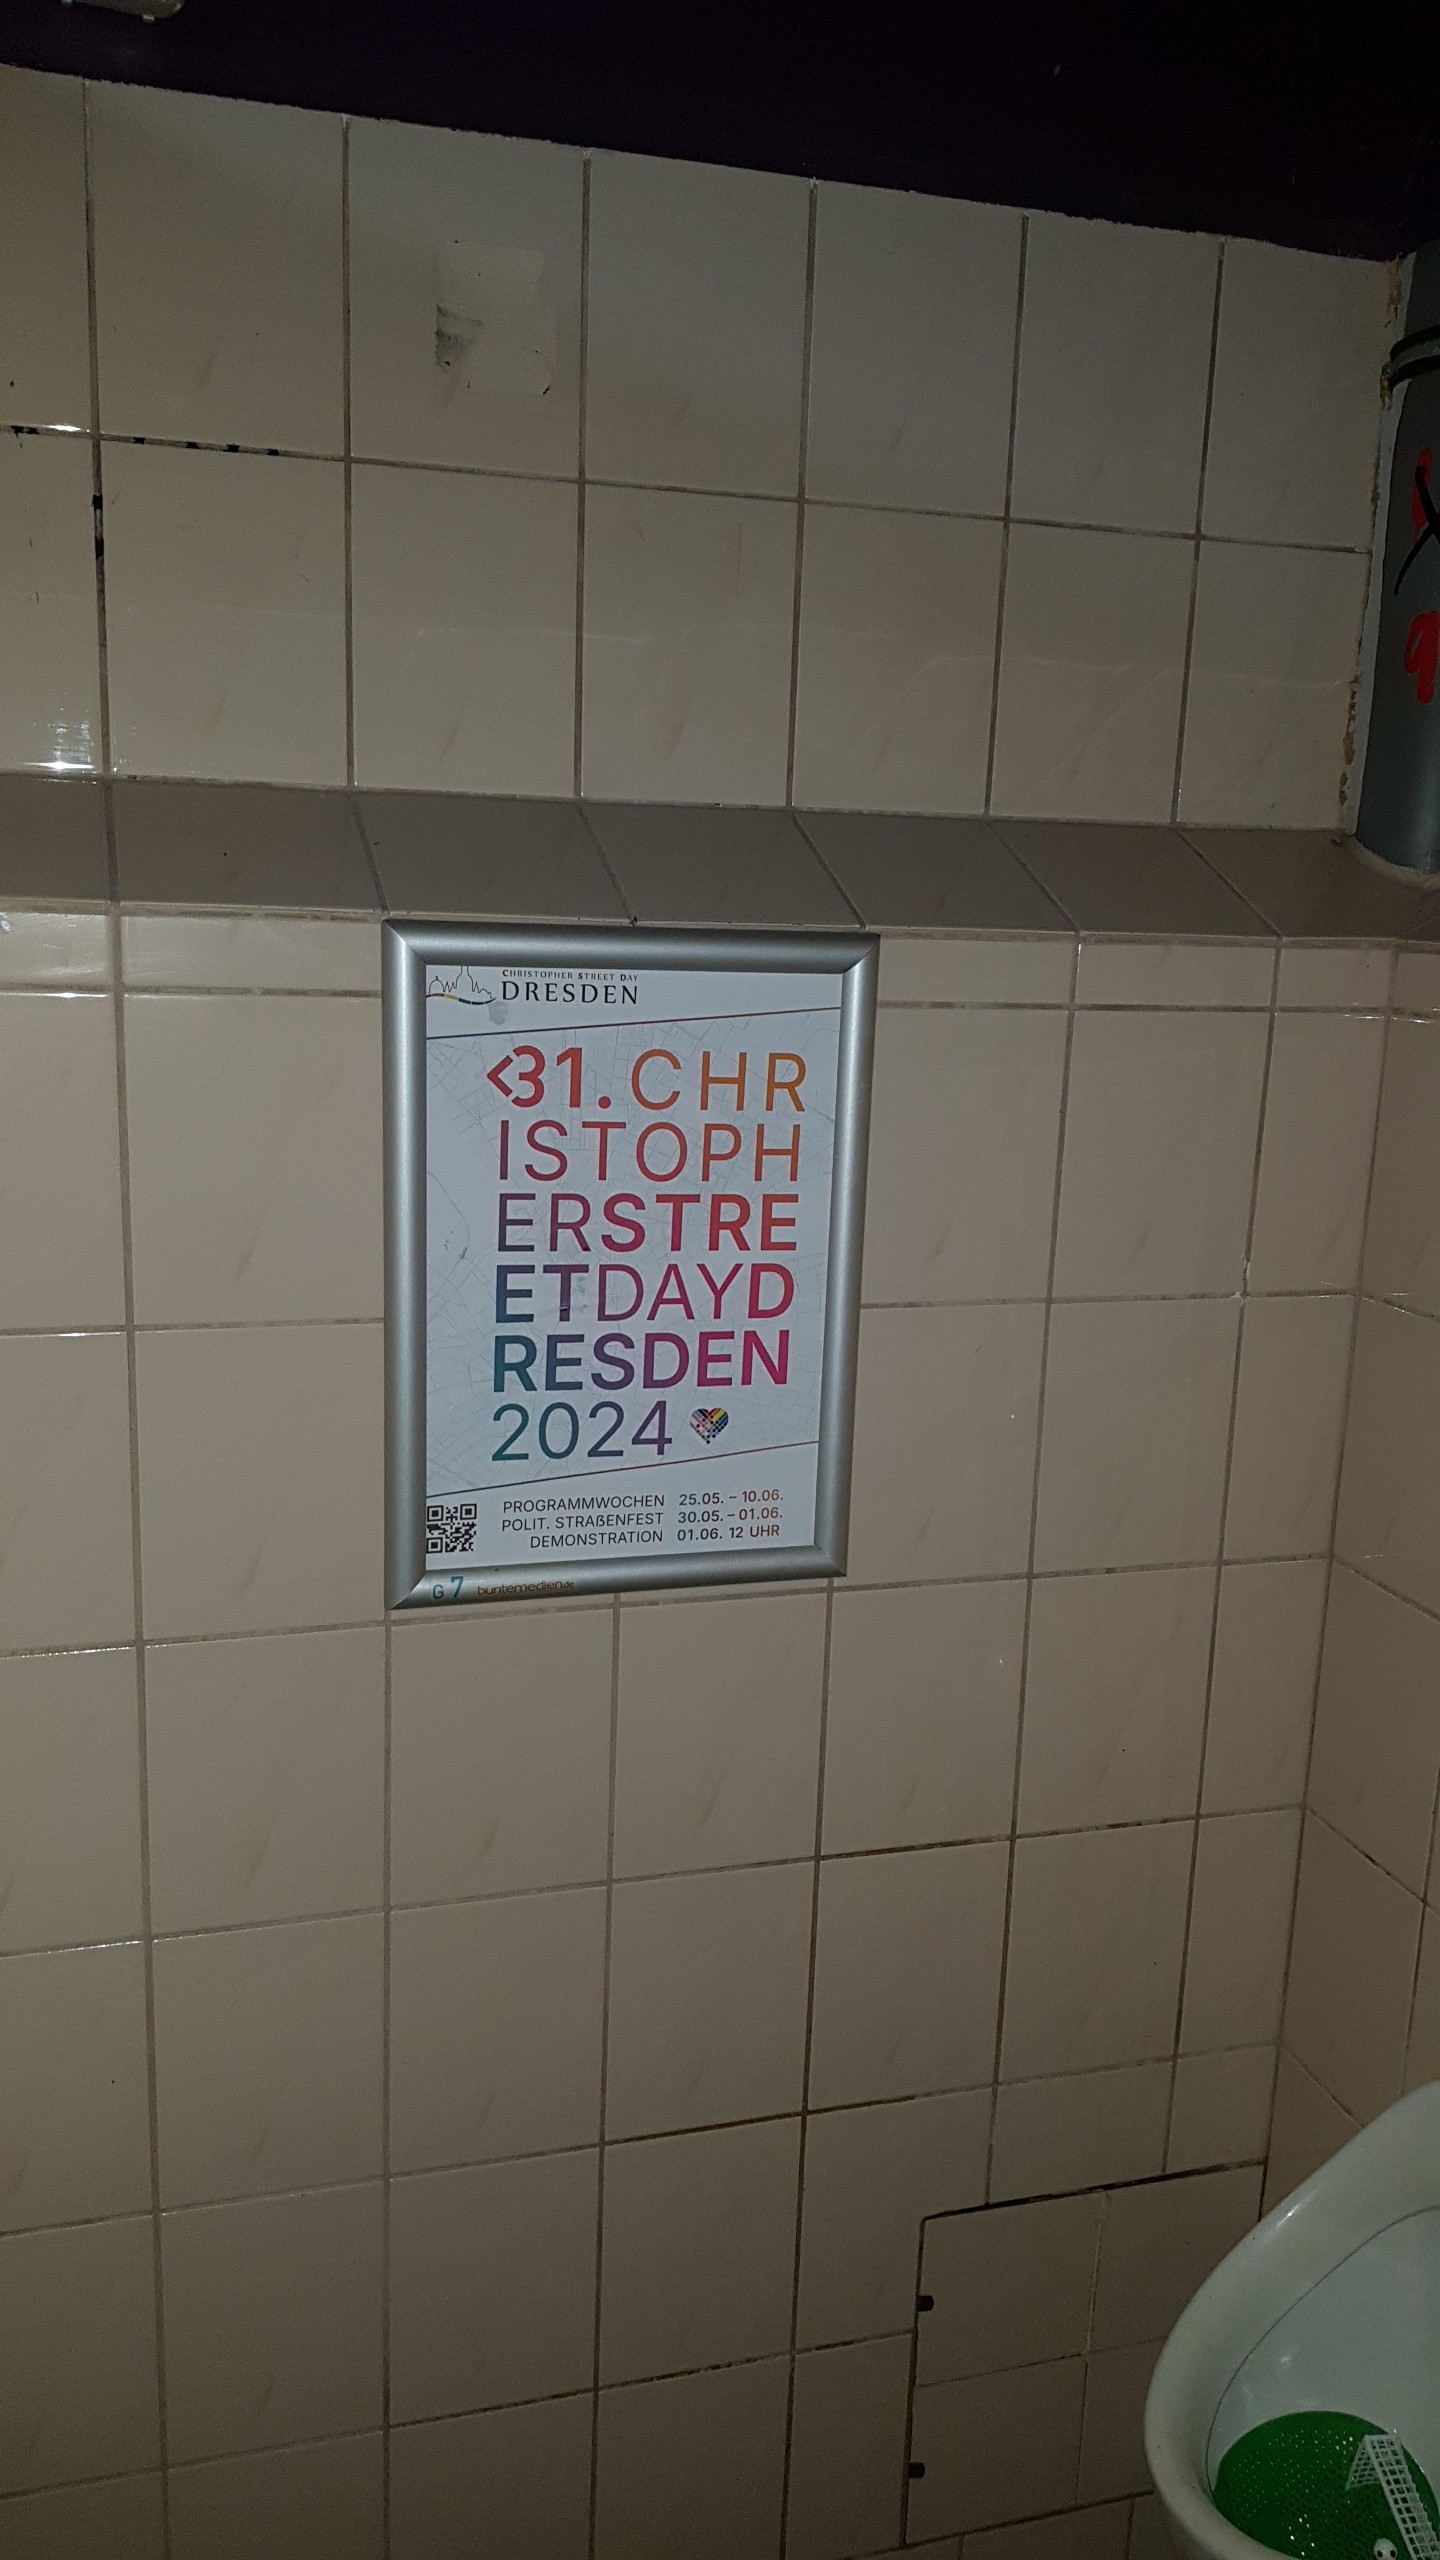 CHRISTOPHER STREET DAY
DRESDEN
<31. CHR
ISTOPH
ERSTRE
ETDAYD
RESDEN
2024
PROGRAMMWOCHEN 25.05. – 10.06.
POLIT. STRAßENFEST 30.05. – 01.06.
DEMONSTRATION 01.06. 12 UHR
G 7 buntemedien.de